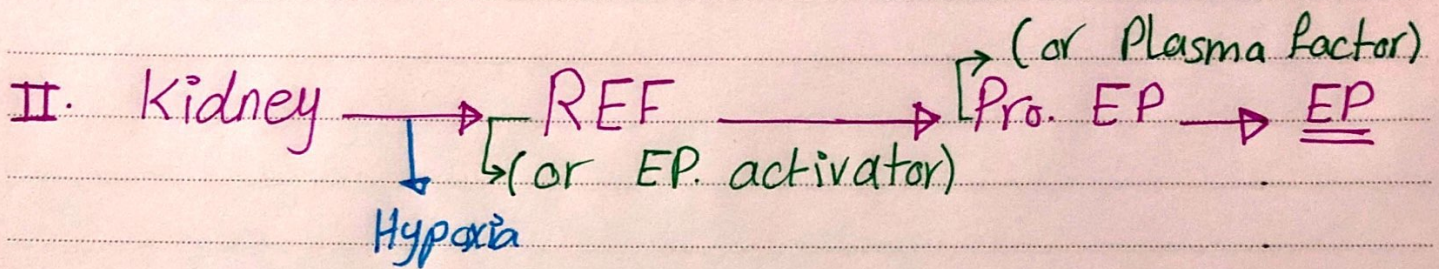 (or Plasma factor)
II. Kidney REF Pro. EP EP
(or EP. activator)
Hypoxia